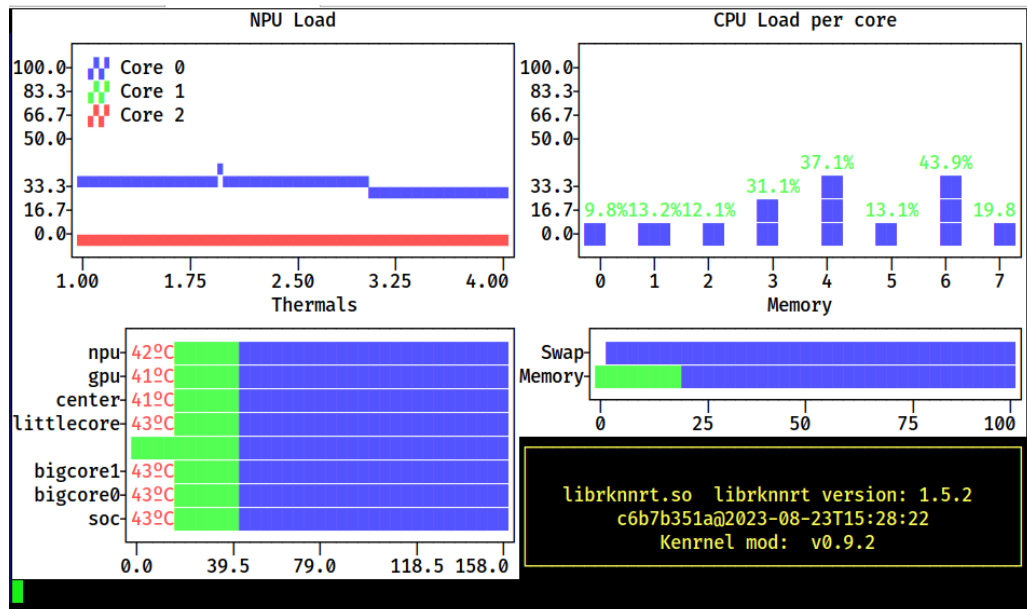 NPU Load
100.0
83.3
66.7
50.0
33.3
16.7
0.0
Core 0
Core 1
Core 2
1.00 1.75 2.50 3.25 4.00
CPU Load per core
100.0
83.3
66.7
50.0
33.3
16.7
0.0
9.8% 13.2% 12.1% 31.1% 37.1% 13.1% 43.9% 19.8
0 1 2 3 4 5 6 7
Thermals
npu 42ºC
gpu 41ºC
center 41ºC
littlecore 43ºC
bigcore1 43ºC
bigcore0 43ºC
soc 43ºC
0.0 39.5 79.0 118.5 158.0
Memory
Swap
Memory
0 25 50 75 100
librknnrt.so librknnrt version: 1.5.2
c6b7b351a@2023-08-23T15:28:22
Kenrnel mod: v0.9.2